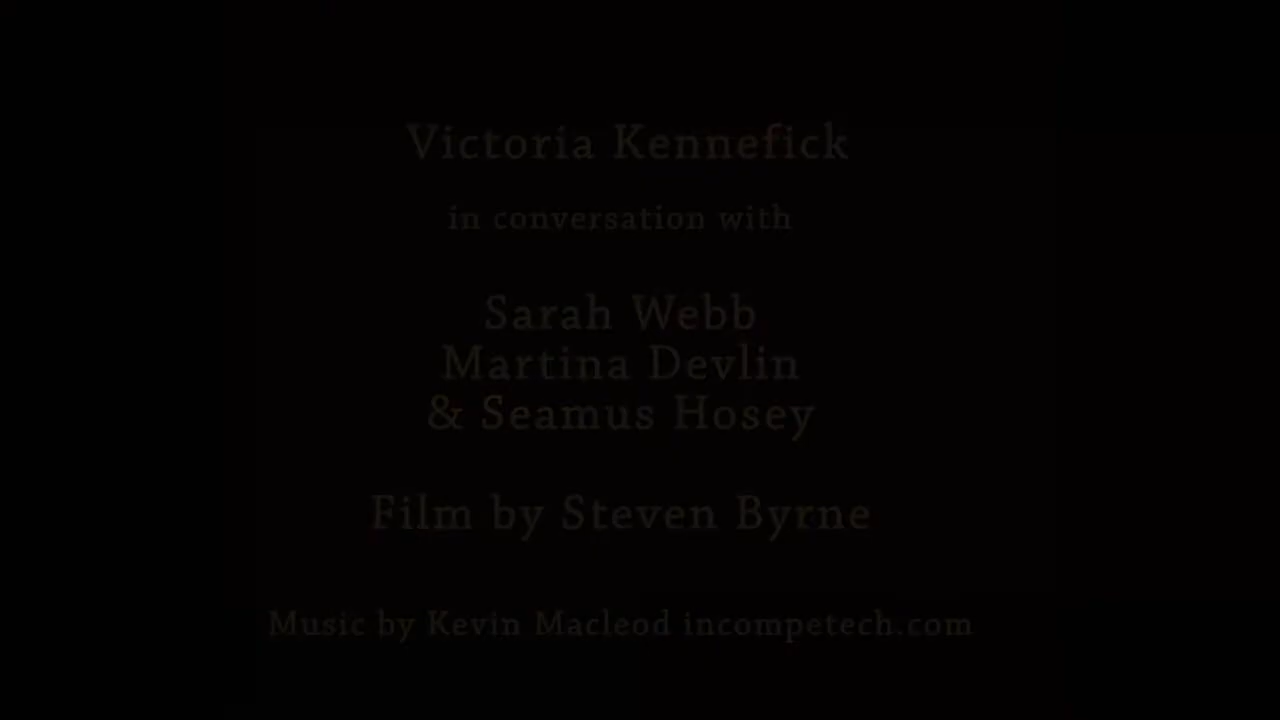 Victoria Kennefick
in conversation with
Sarah Webb
Martina Devlin
& Seamus Hosey
Film by Steven Byrne
Music by Kevin Macleod incompetech.com